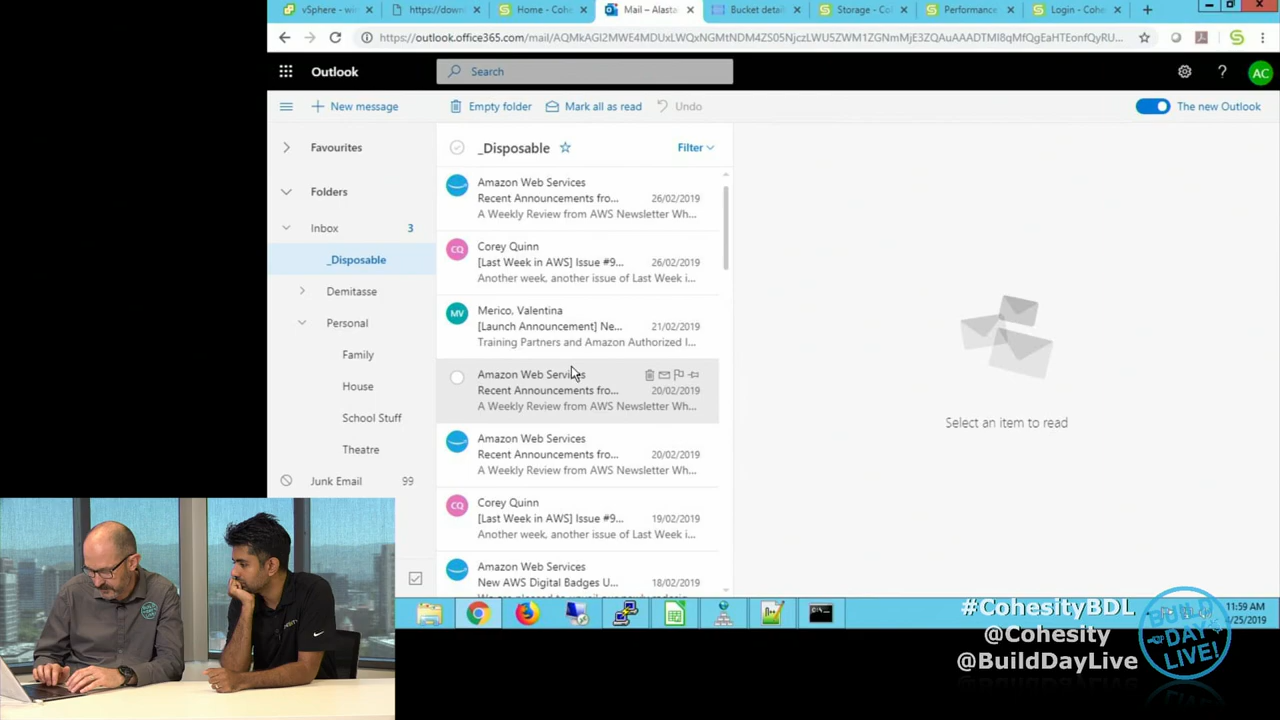 vSphere - wi
https://down
Home - Cohe
Mail – Alasta
Bucket detai
Storage - Co
Performance
Login - Cohe
https://outlook.office365.com/mail/
Outlook
Search
AC
New message
Empty folder
Mark all as read
Undo
The new Outlook
Favourites
Folders
Inbox 3
_Disposable
Demitasse
Personal
Family
House
School Stuff
Theatre
Junk Email 99
_Disposable
Filter
Amazon Web Services
Recent Announcements fro... 26/02/2019
A Weekly Review from AWS Newsletter Wh...
CQ
Corey Quinn
[Last Week in AWS] Issue #9... 26/02/2019
Another week, another issue of Last Week i...
MV
Merico, Valentina
[Launch Announcement] Ne... 21/02/2019
Training Partners and Amazon Authorized I...
Amazon Web Services
Recent Announcements fro... 20/02/2019
A Weekly Review from AWS Newsletter Wh...
Amazon Web Services
Recent Announcements fro... 20/02/2019
A Weekly Review from AWS Newsletter Wh...
CQ
Corey Quinn
[Last Week in AWS] Issue #9... 19/02/2019
Another week, another issue of Last Week i...
Amazon Web Services
New AWS Digital Badges U... 18/02/2019
Select an item to read
11:59 AM
/25/2019
#CohesityBDL
@Cohesity
@BuildDayLive
BUILD
DAY
LIVE!